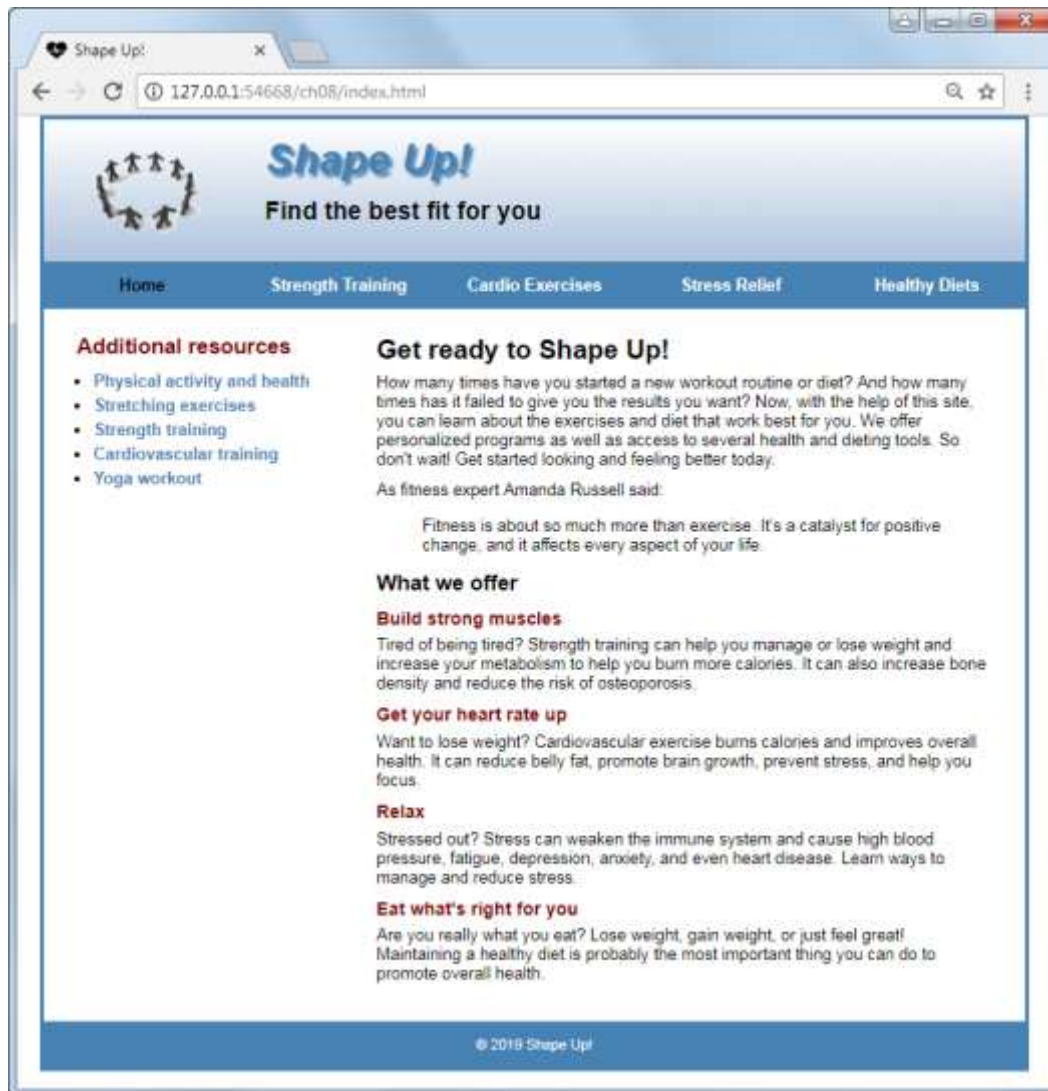 Shape Up!
127.0.0.1:54668/ch08/index.html
Shape Up!
Find the best fit for you
Home Strength Training Cardio Exercises Stress Relief Healthy Diets
Additional resources
• Physical activity and health
• Stretching exercises
• Strength training
• Cardiovascular training
• Yoga workout
Get ready to Shape Up!
How many times have you started a new workout routine or diet? And how many
times has it failed to give you the results you want? Now, with the help of this site,
you can learn about the exercises and diet that work best for you. We offer
personalized programs as well as access to several health and dieting tools. So
don't wait! Get started looking and feeling better today.
As fitness expert Amanda Russell said:
Fitness is about so much more than exercise. It's a catalyst for positive
change, and it affects every aspect of your life.
What we offer
Build strong muscles
Tired of being tired? Strength training can help you manage or lose weight and
increase your metabolism to help you burn more calories. It can also increase bone
density and reduce the risk of osteoporosis.
Get your heart rate up
Want to lose weight? Cardiovascular exercise burns calories and improves overall
health. It can reduce belly fat, promote brain growth, prevent stress, and help you
focus.
Relax
Stressed out? Stress can weaken the immune system and cause high blood
pressure, fatigue, depression, anxiety, and even heart disease. Learn ways to
manage and reduce stress.
Eat what's right for you
Are you really what you eat? Lose weight, gain weight, or just feel great!
Maintaining a healthy diet is probably the most important thing you can do to
promote overall health.
© 2019 Shape Up!